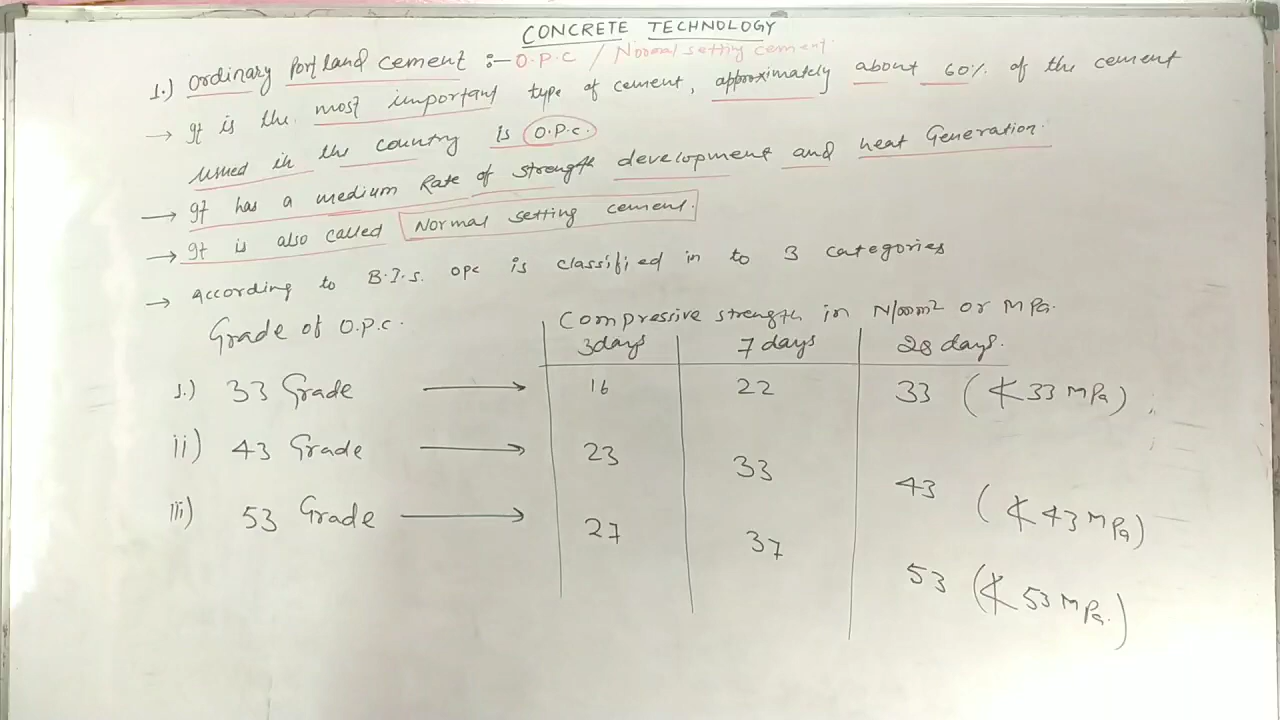 CONCRETE TECHNOLOGY
1.) Ordinary Portland cement :- O.P.C / Normal setting cement.
→ It is the most important type of cement, approximately about 60% of the cement
used in the country is O.P.C.
→ It has a medium Rate of strength development and heat Generation.
→ It is also called Normal setting cement.
→ According to B.I.S. OPC is classified in to 3 categories
Grade of O.P.C. Compressive strength in N/mm2 or MPa.
3days 7 days 28 days.
i.) 33 Grade → 16 22 33 (≮ 33 MPa)
ii) 43 Grade → 23 33 43 (≮ 43 MPa)
iii) 53 Grade → 27 37 53 (≮ 53 MPa.)